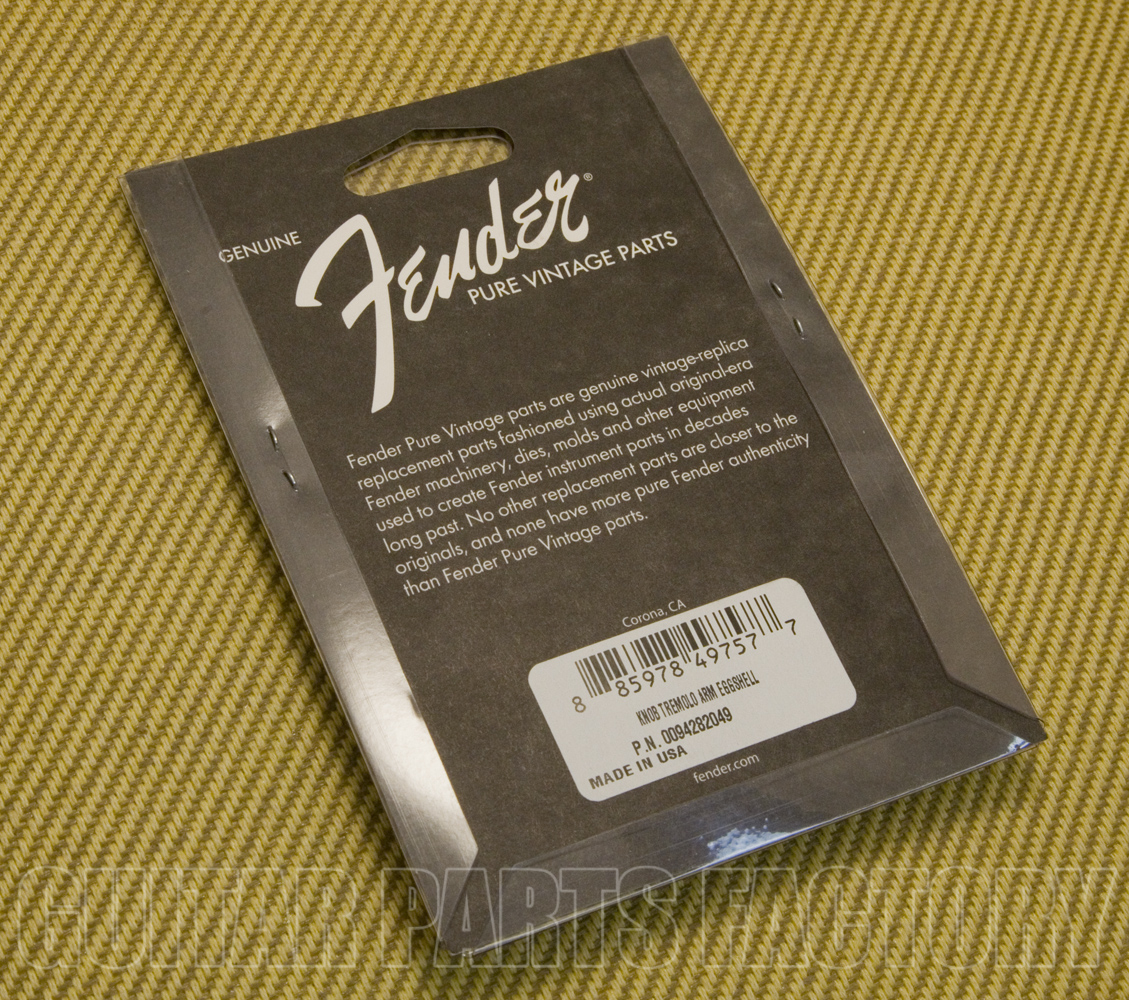 GENUINE
Fender®
PURE VINTAGE PARTS
Fender Pure Vintage parts are genuine vintage-replica
replacement parts fashioned using actual original-era
Fender machinery, dies, molds and other equipment
used to create Fender instrument parts in decades
long past. No other replacement parts are closer to the
originals, and none have more pure Fender authenticity
than Fender Pure Vintage parts.
Corona, CA
8 85978 49757 7
KNOB TREMOLO ARM EGGSHELL
P.N. 0094282049
MADE IN USA
fender.com
GUITAR PARTS FACTORY